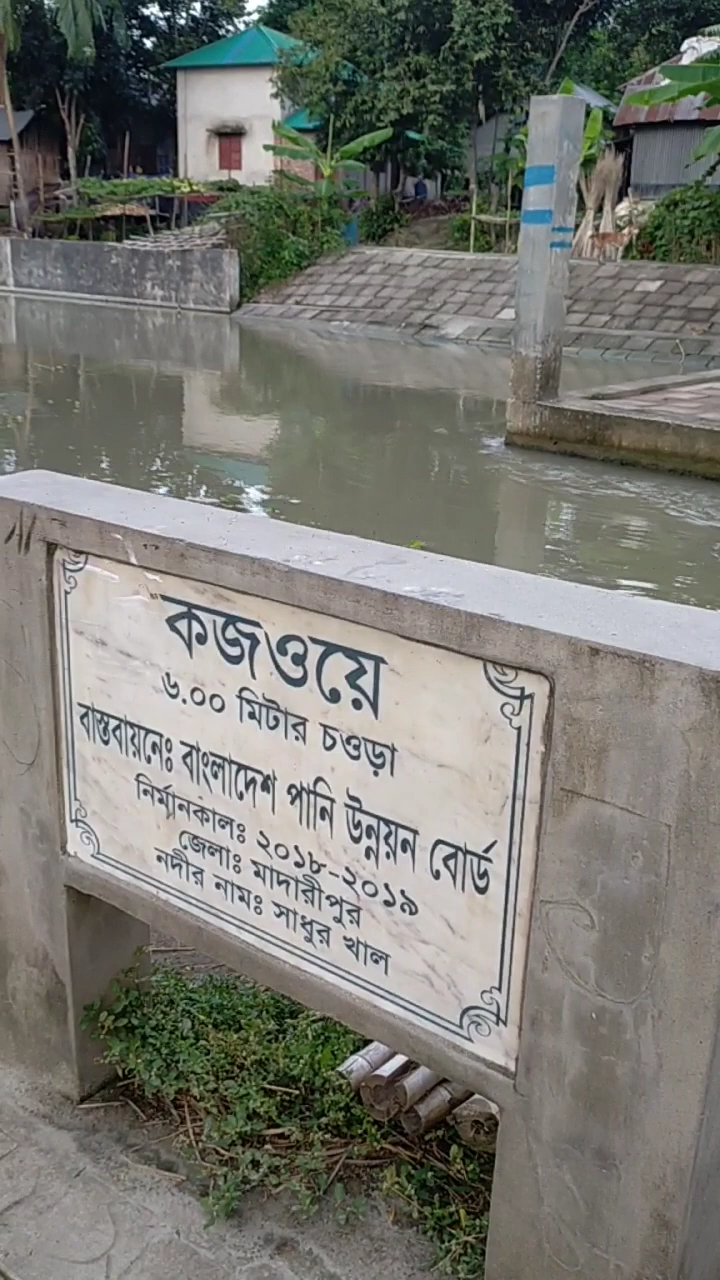 কজওয়ে
৬.০০ মিটার চওড়া
বাস্তবায়নেঃ বাংলাদেশ পানি উন্নয়ন বোর্ড
নির্মানকালঃ ২০১৮-২০১৯
জেলাঃ মাদারীপুর
নদীর নামঃ সাধুর খাল